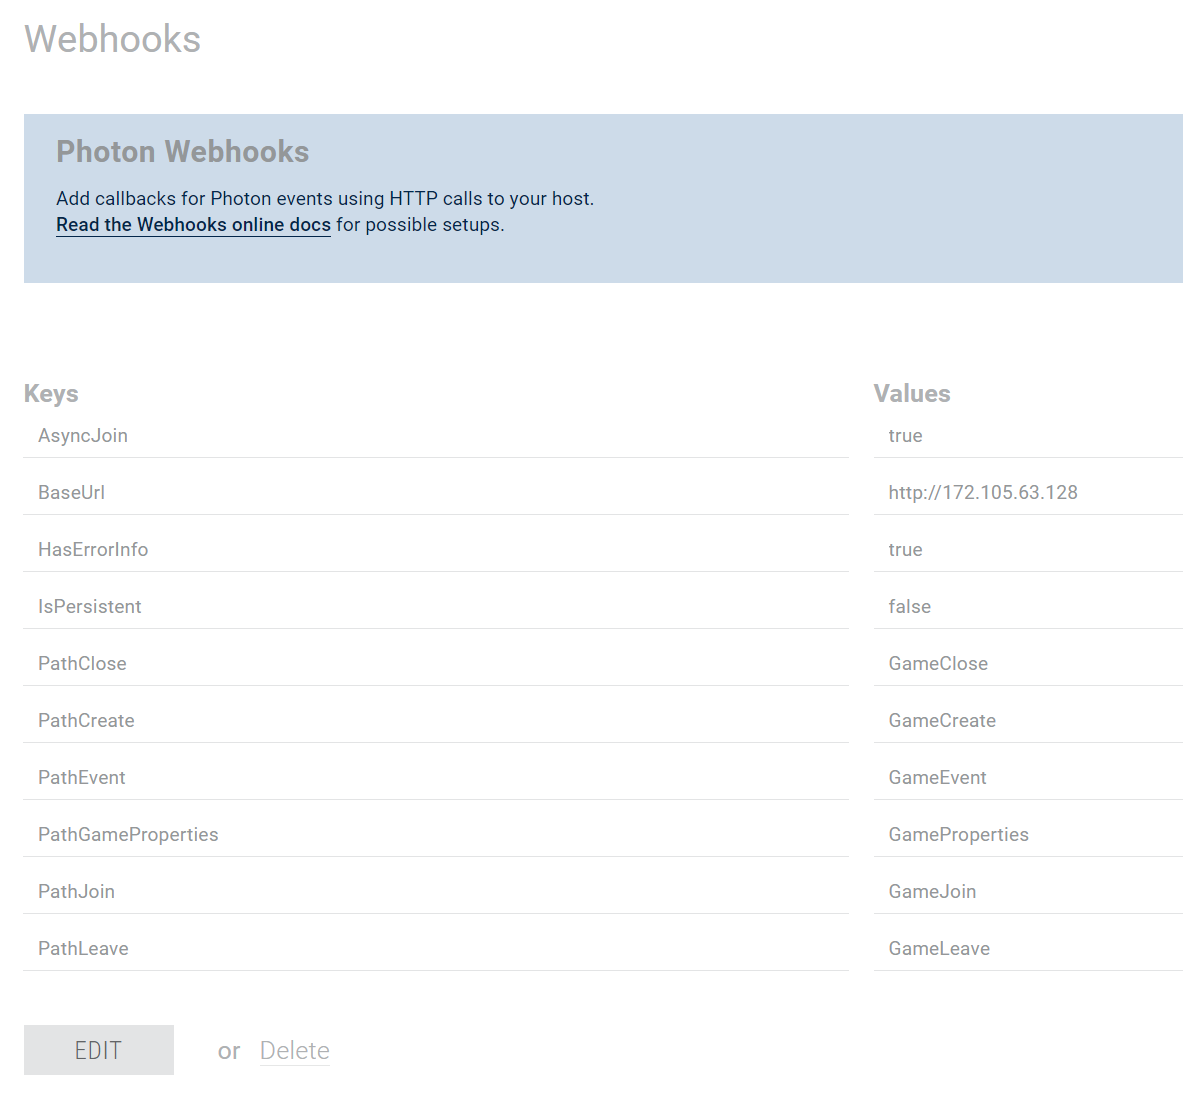 Webhooks
Photon Webhooks
Add callbacks for Photon events using HTTP calls to your host.
Read the Webhooks online docs for possible setups.
Keys Values
AsyncJoin true
BaseUrl http://172.105.63.128
HasErrorInfo true
IsPersistent false
PathClose GameClose
PathCreate GameCreate
PathEvent GameEvent
PathGameProperties GameProperties
PathJoin GameJoin
PathLeave GameLeave
EDIT or Delete